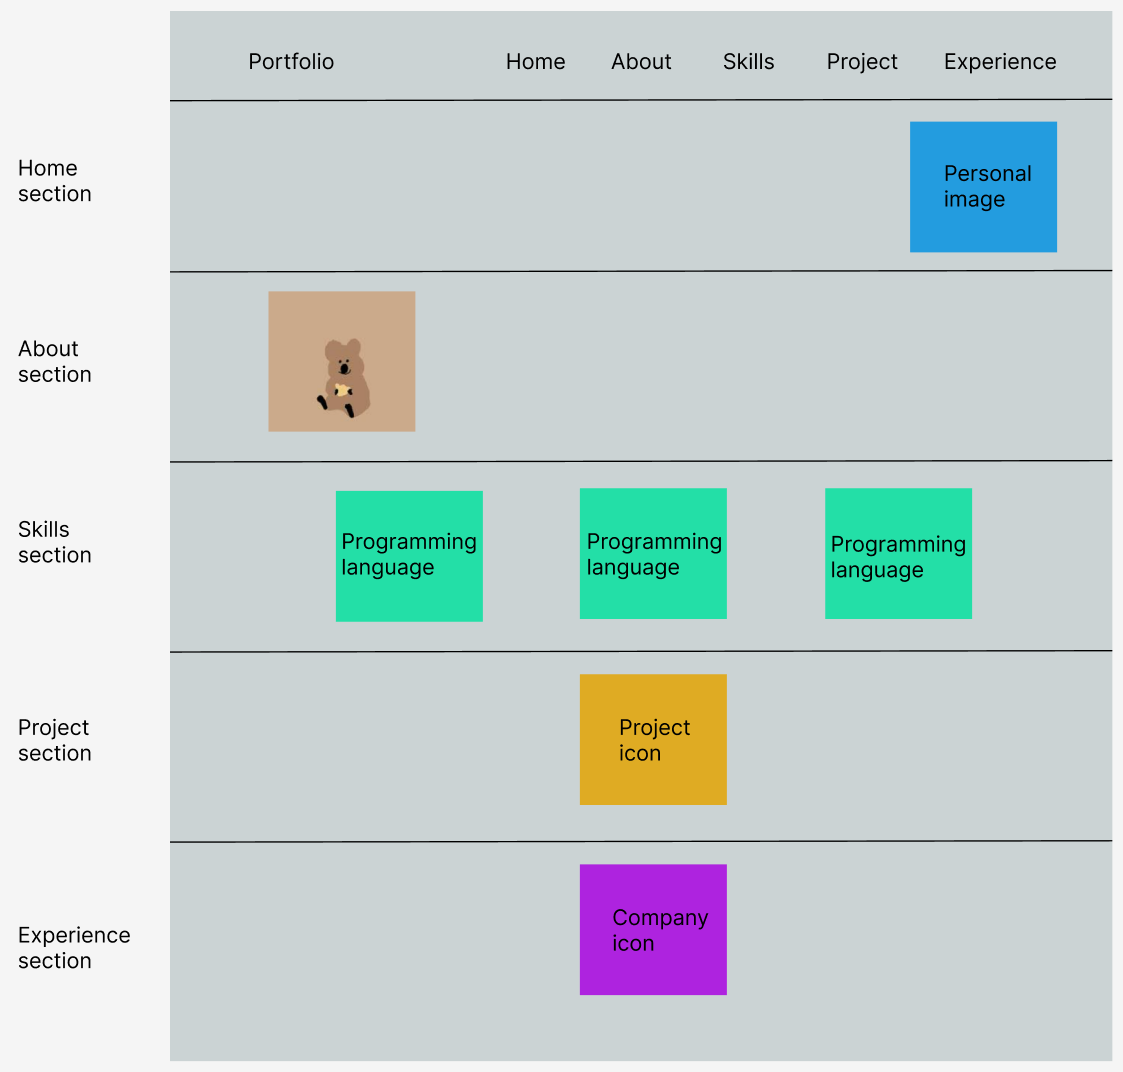 Portfolio Home About Skills Project Experience
Home
section
Personal
image
About
section
Skills
section
Programming
language
Programming
language
Programming
language
Project
section
Project
icon
Experience
section
Company
icon